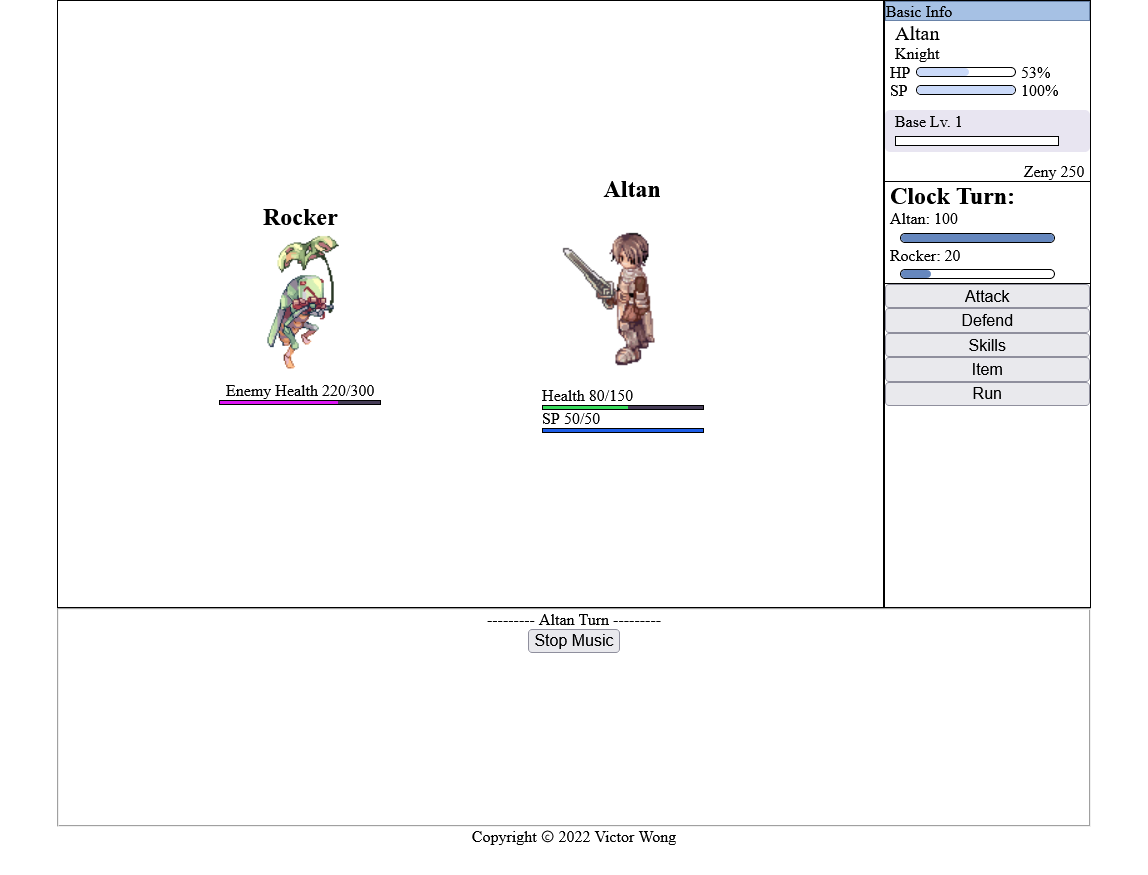 Basic Info
Altan
Knight
HP 53%
SP 100%
Base Lv. 1
Zeny 250
Clock Turn:
Altan: 100
Rocker: 20
Attack
Defend
Skills
Item
Run
Rocker
Enemy Health 220/300
Altan
Health 80/150
SP 50/50
--------- Altan Turn ---------
Stop Music
Copyright © 2022 Victor Wong